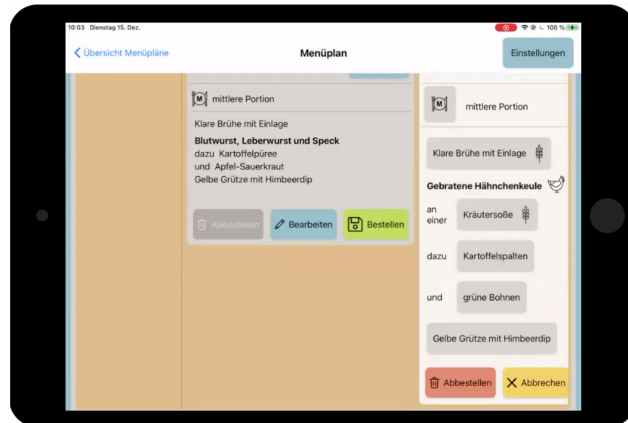 10:03 Dienstag 15. Dez.
100 %
Übersicht Menüpläne
Menüplan
Einstellungen
M mittlere Portion
Klare Brühe mit Einlage
Blutwurst, Leberwurst und Speck
dazu Kartoffelpüree
und Apfel-Sauerkraut
Gelbe Grütze mit Himbeerdip
Abbestellen
Bearbeiten
Bestellen
M mittlere Portion
Klare Brühe mit Einlage
Gebratene Hähnchenkeule
an einer Kräutersoße
dazu Kartoffelspalten
und grüne Bohnen
Gelbe Grütze mit Himbeerdip
Abbestellen
Abbrechen